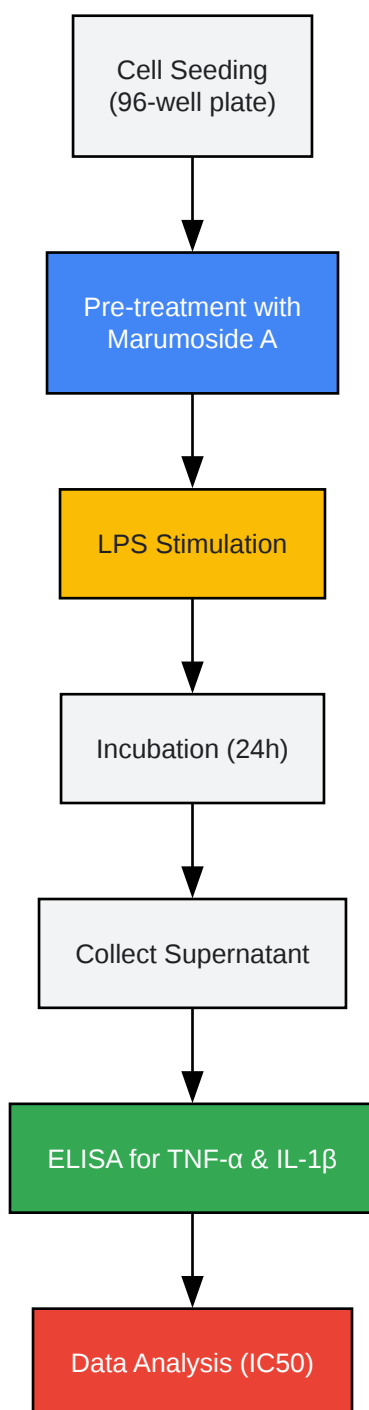 Cell Seeding
(96-well plate)
Pre-treatment with
Marumoside A
LPS Stimulation
Incubation (24h)
Collect Supernatant
ELISA for TNF-α & IL-1β
Data Analysis (IC50)